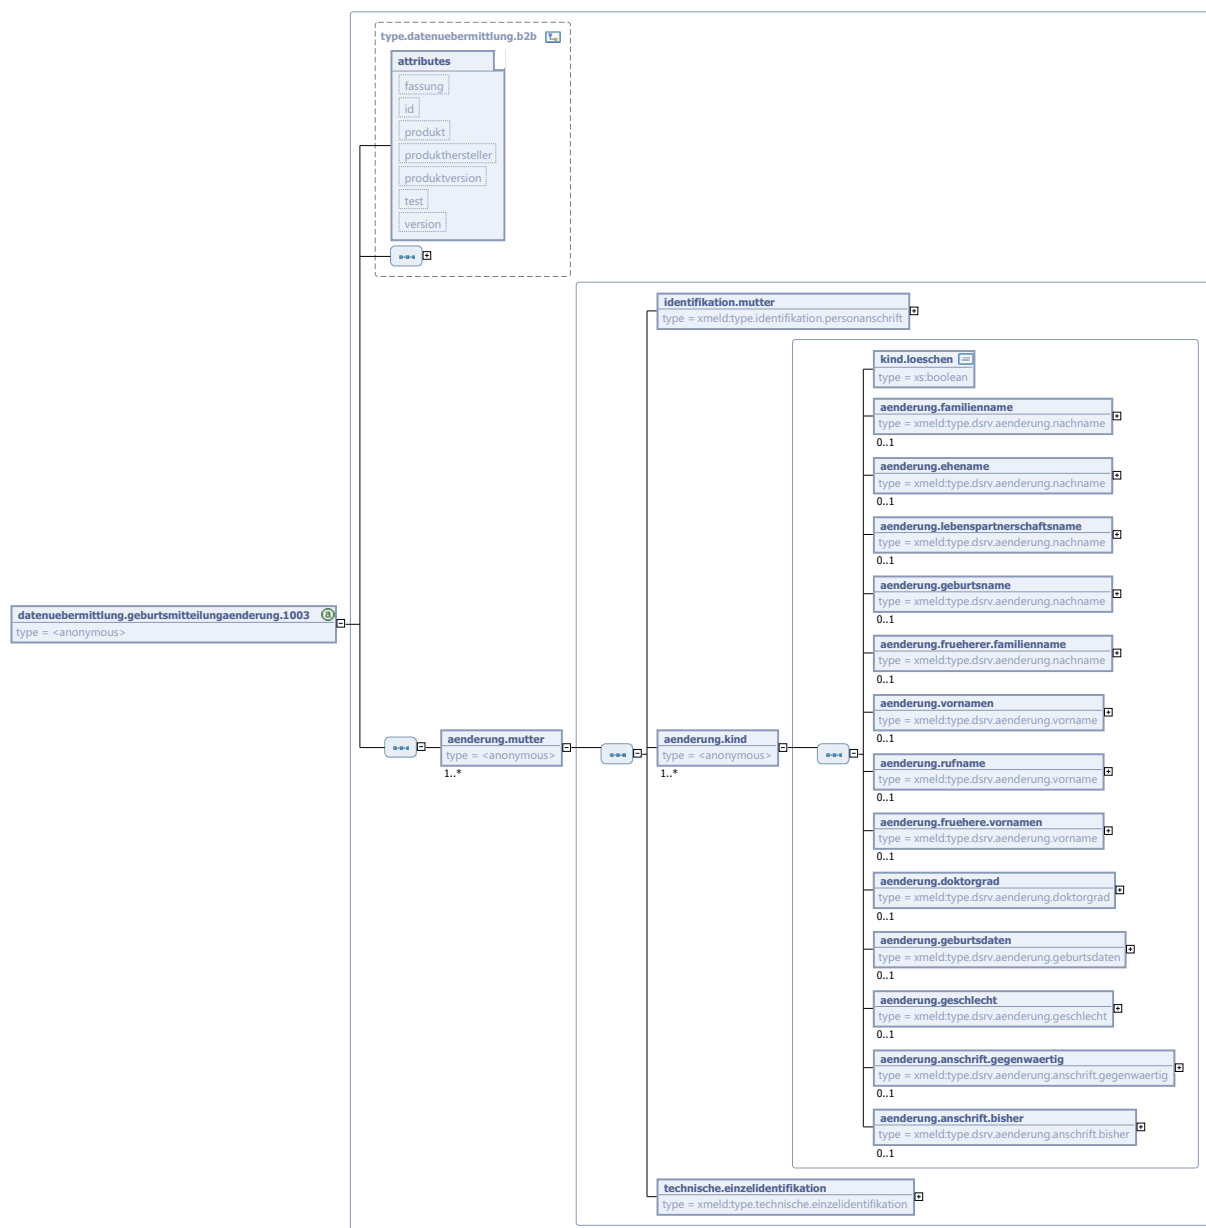 type.datenuebermittlung.b2b
attributes
fassung
id
produkt
produkthersteller
produktversion
test
version
identifikation.mutter
type = xmeld:type.identifikation.personanschrift
kind.loeschen
type = xs:boolean
aenderung.familienname
type = xmeld:type.dsrv.aenderung.nachname
0..1
aenderung.ehename
type = xmeld:type.dsrv.aenderung.nachname
0..1
aenderung.lebenspartnerschaftsname
type = xmeld:type.dsrv.aenderung.nachname
0..1
aenderung.geburtsname
type = xmeld:type.dsrv.aenderung.nachname
0..1
datenuebermittlung.geburtsmitteilungaenderung.1003 a
type = <anonymous>
aenderung.frueherer.familienname
type = xmeld:type.dsrv.aenderung.nachname
0..1
aenderung.vornamen
type = xmeld:type.dsrv.aenderung.vorname
0..1
aenderung.mutter
type = <anonymous>
1..*
aenderung.kind
type = <anonymous>
1..*
aenderung.rufname
type = xmeld:type.dsrv.aenderung.vorname
0..1
aenderung.fruehere.vornamen
type = xmeld:type.dsrv.aenderung.vorname
0..1
aenderung.doktorgrad
type = xmeld:type.dsrv.aenderung.doktorgrad
0..1
aenderung.geburtsdaten
type = xmeld:type.dsrv.aenderung.geburtsdaten
0..1
aenderung.geschlecht
type = xmeld:type.dsrv.aenderung.geschlecht
0..1
aenderung.anschrift.gegenwaertig
type = xmeld:type.dsrv.aenderung.anschrift.gegenwaertig
0..1
aenderung.anschrift.bisher
type = xmeld:type.dsrv.aenderung.anschrift.bisher
0..1
technische.einzelidentifikation
type = xmeld:type.technische.einzelidentifikation